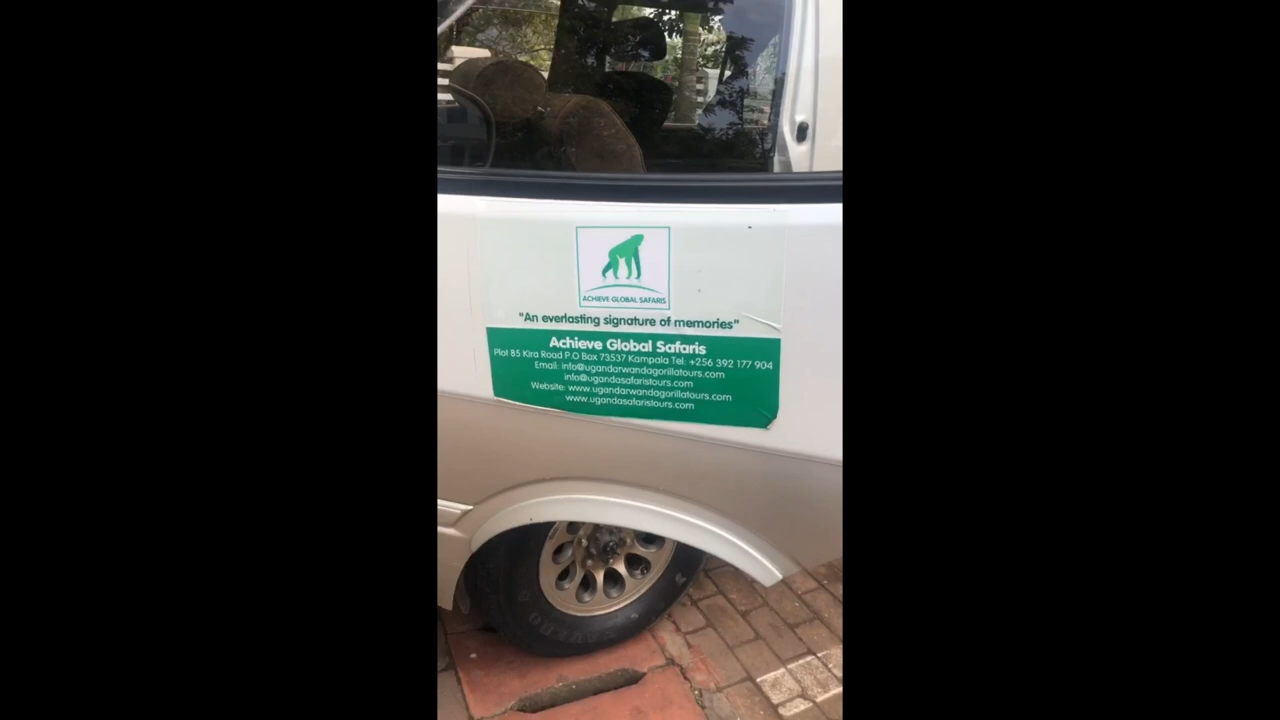 ACHIEVE GLOBAL SAFARIS
"An everlasting signature of memories"
Achieve Global Safaris
Plot 85 Kira Road P.O Box 73537 Kampala Tel: +256 392 177 904
Email: info@ugandarwandagorillatours.com
info@ugandasafaristours.com
Website: www.ugandarwandagorillatours.com
www.ugandasafaristours.com